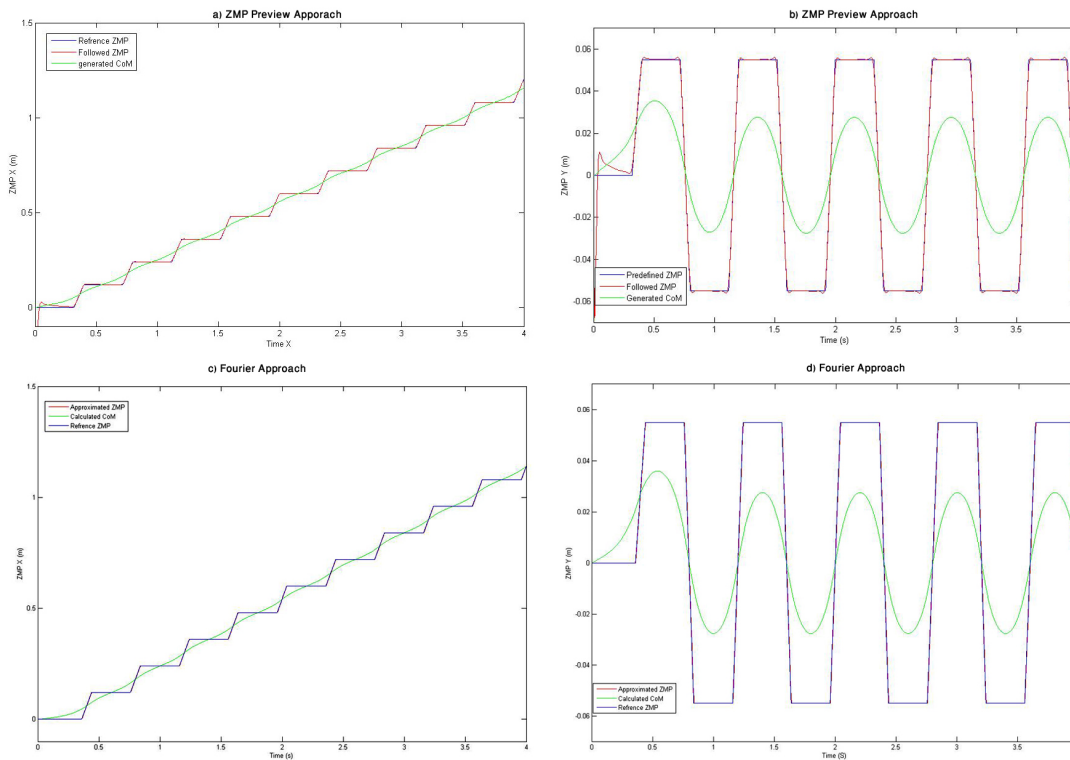 a) ZMP Preview Apporach
1.5
1
0.5
0
ZMP X (m)
Refrence ZMP
Followed ZMP
generated CoM
0 0.5 1 1.5 2 2.5 3 3.5 4
Time X
b) ZMP Preview Approach
0.06
0.04
0.02
0
-0.02
-0.04
-0.06
ZMP Y (m)
Predefined ZMP
Followed ZMP
Generated CoM
0 0.5 1 1.5 2 2.5 3 3.5
Time (s)
c) Fourier Approach
1.5
1
0.5
0
ZMP X (m)
Approximated ZMP
Calculated CoM
Refrence ZMP
0 0.5 1 1.5 2 2.5 3 3.5 4
Time (s)
d) Fourier Approach
0.06
0.04
0.02
0
-0.02
-0.04
-0.06
ZMP Y (m)
Approximated ZMP
Calculated CoM
Refrence ZMP
0 0.5 1 1.5 2 2.5 3 3.5
Time (S)